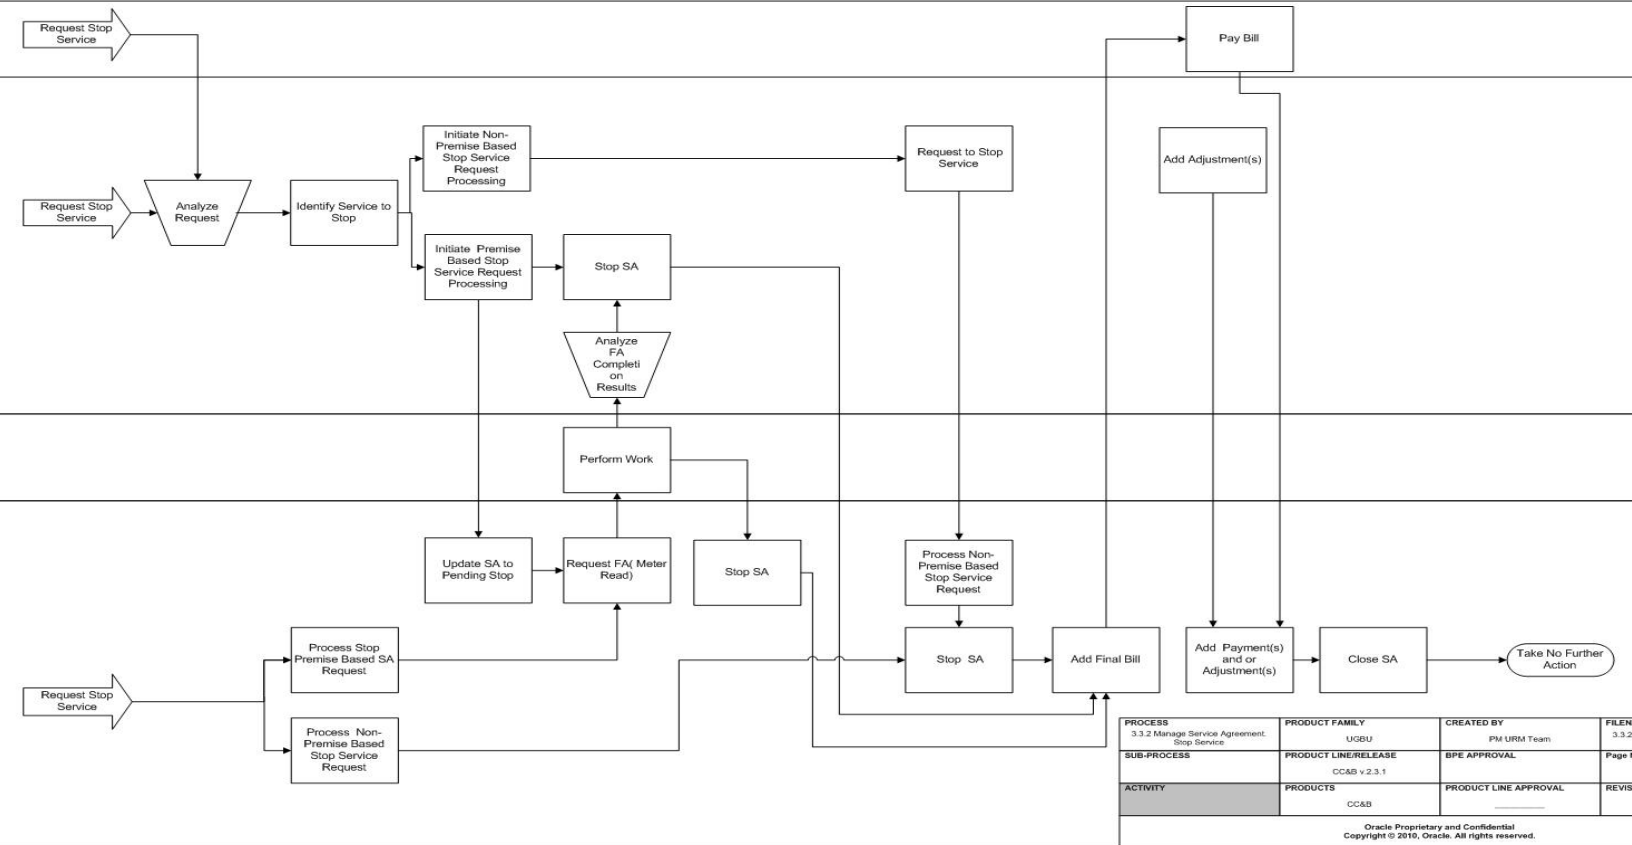 Request Stop
Service
Pay Bill
Initiate Non-
Premise Based
Stop Service
Request
Processing
Request to Stop
Service
Add Adjustment(s)
Request Stop
Service
Analyze
Request
Identify Service to
Stop
Initiate Premise
Based Stop
Service Request
Processing
Stop SA
Analyze
FA
Completi
on
Results
Perform Work
Update SA to
Pending Stop
Request FA( Meter
Read)
Stop SA
Process Non-
Premise Based
Stop Service
Request
Process Stop
Premise Based SA
Request
Stop SA
Add Final Bill
Add Payment(s)
and or
Adjustment(s)
Close SA
Take No Further
Action
Request Stop
Service
Process Non-
Premise Based
Stop Service
Request
PROCESS
3.3.2 Manage Service Agreement.
Stop Service
PRODUCT FAMILY
UGBU
CREATED BY
PM URM Team
FILEN
3.3.2
SUB-PROCESS
PRODUCT LINE/RELEASE
CC&B v.2.3.1
BPE APPROVAL
Page
ACTIVITY
PRODUCTS
CC&B
PRODUCT LINE APPROVAL
REVIS
Oracle Proprietary and Confidential
Copyright © 2010, Oracle. All rights reserved.